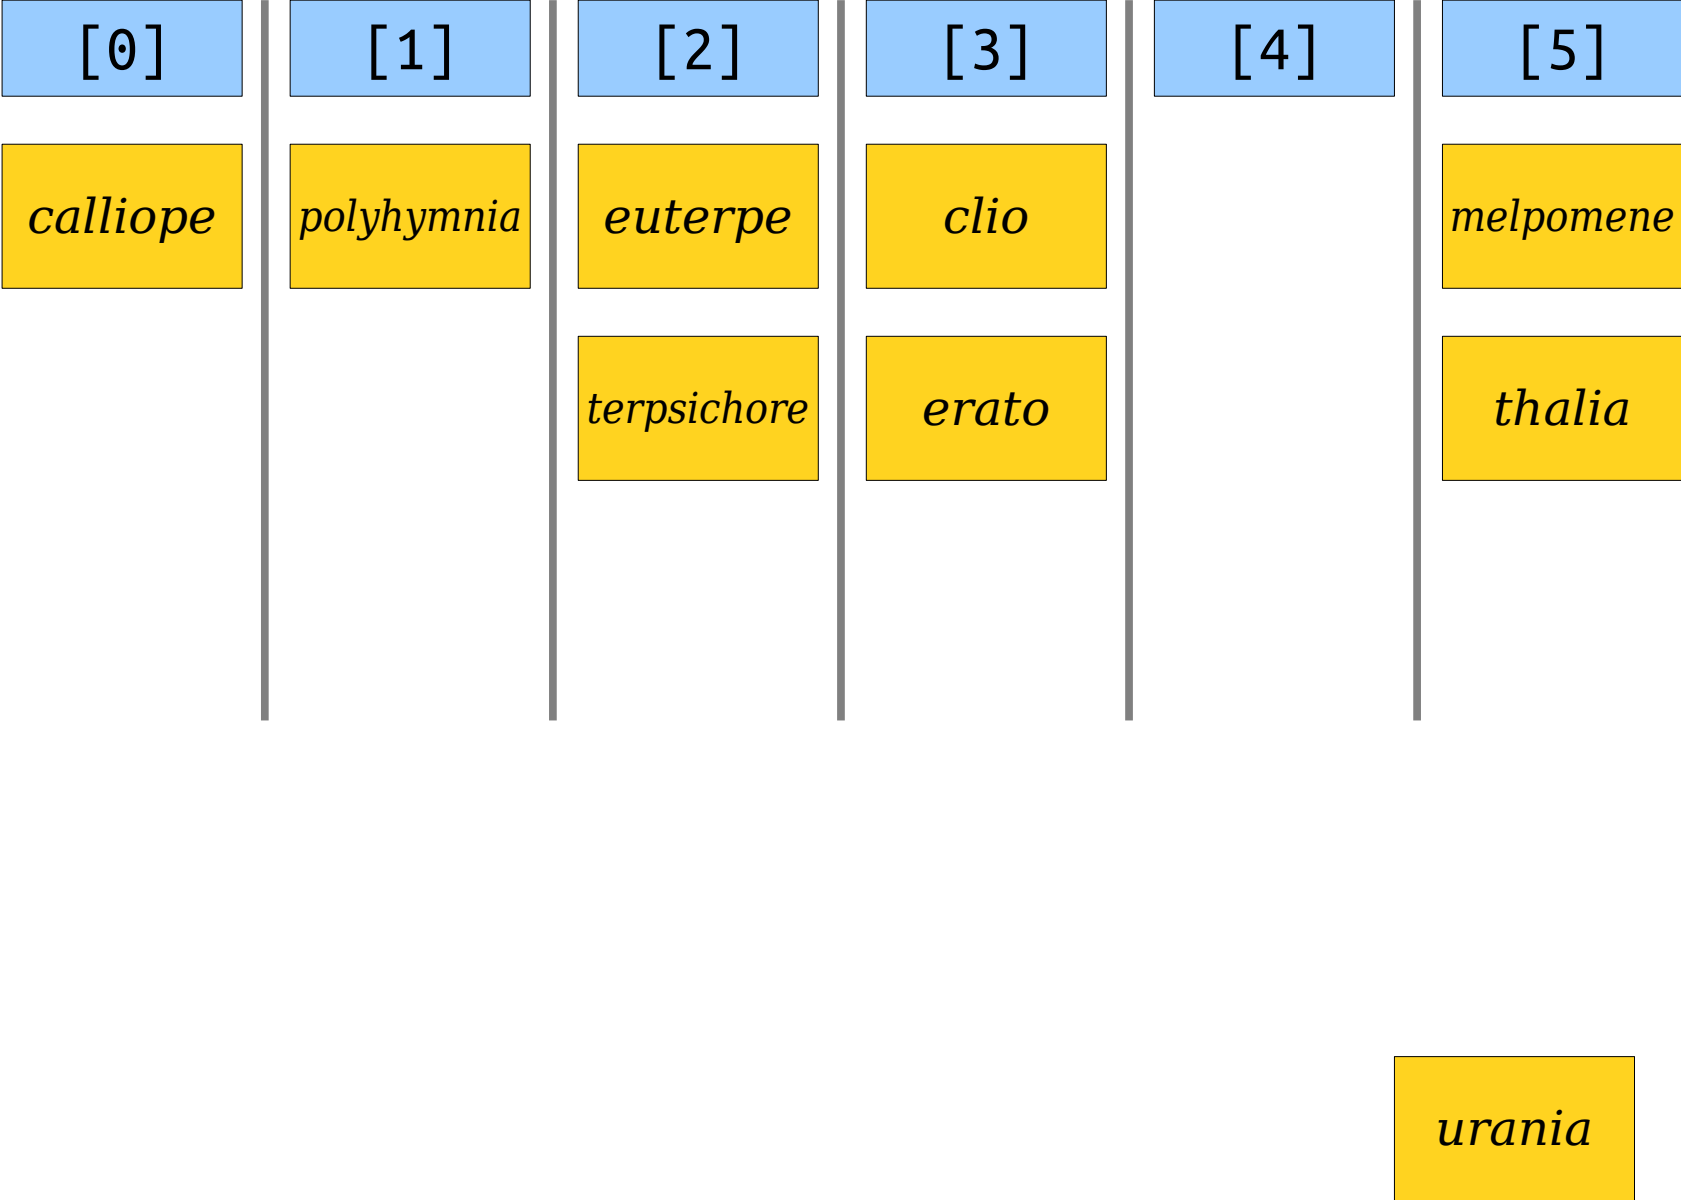 [0] [1] [2] [3] [4] [5]
calliope polyhymnia euterpe clio melpomene
terpsichore erato thalia
urania